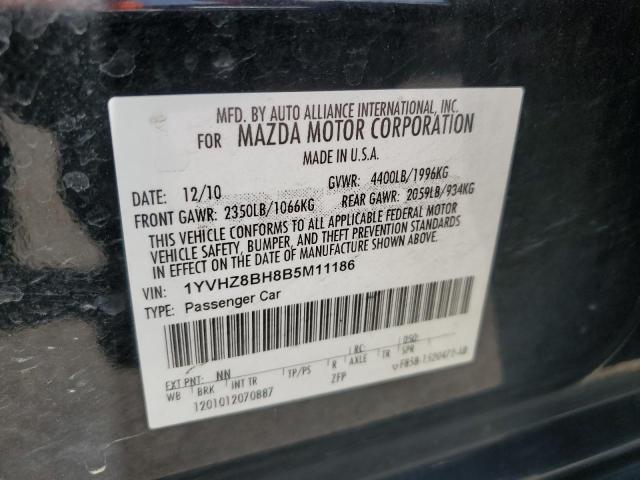 MFD. BY AUTO ALLIANCE INTERNATIONAL, INC.
FOR MAZDA MOTOR CORPORATION
MADE IN U.S.A.
DATE: 12/10 GVWR: 4400LB/1996KG
FRONT GAWR: 2350LB/1066KG REAR GAWR: 2059LB/934KG
THIS VEHICLE CONFORMS TO ALL APPLICABLE FEDERAL MOTOR
VEHICLE SAFETY, BUMPER, AND THEFT PREVENTION STANDARDS
IN EFFECT ON THE DATE OF MANUFACTURE SHOWN ABOVE.
VIN: 1YVHZ8BH8B5M11186
TYPE: Passenger Car
EXT PNT: NN RC: DSO:
WB BRK INT TR TP/PS R AXLE TR SPR
ZFP
1201012070887